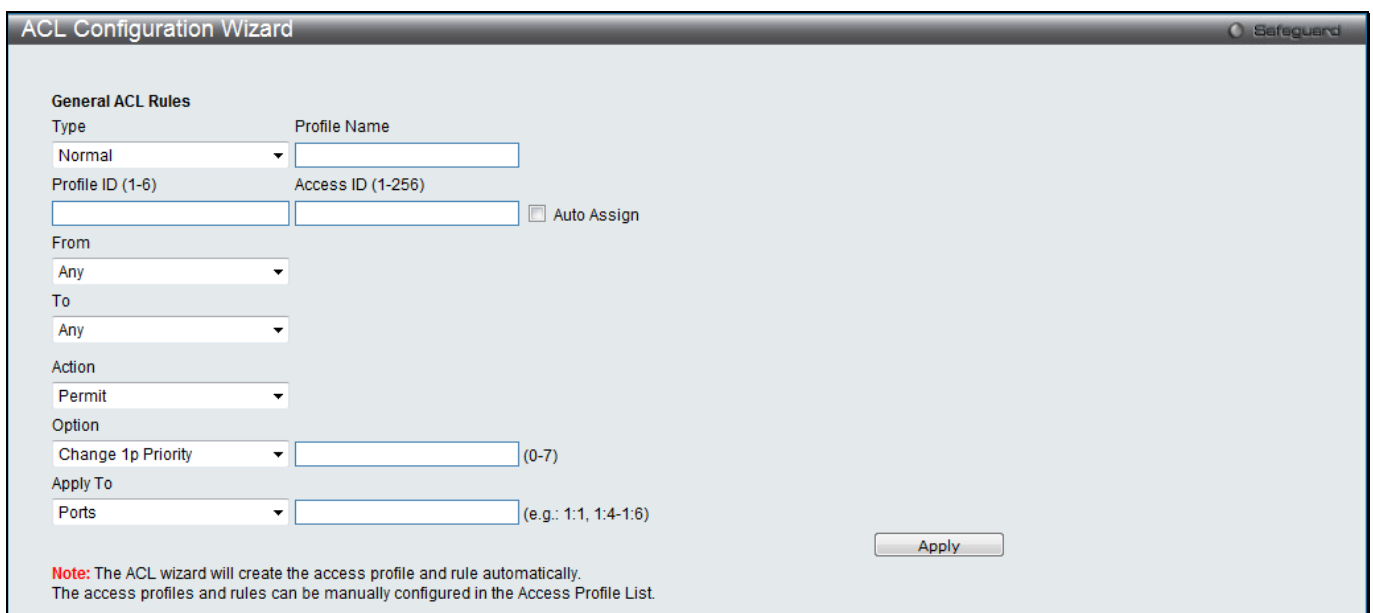 ACL Configuration Wizard
Safeguard
General ACL Rules
Type Profile Name
Normal
Profile ID (1-6) Access ID (1-256)
Auto Assign
From
Any
To
Any
Action
Permit
Option
Change 1p Priority (0-7)
Apply To
Ports (e.g.: 1:1, 1:4-1:6)
Apply
Note: The ACL wizard will create the access profile and rule automatically.
The access profiles and rules can be manually configured in the Access Profile List.